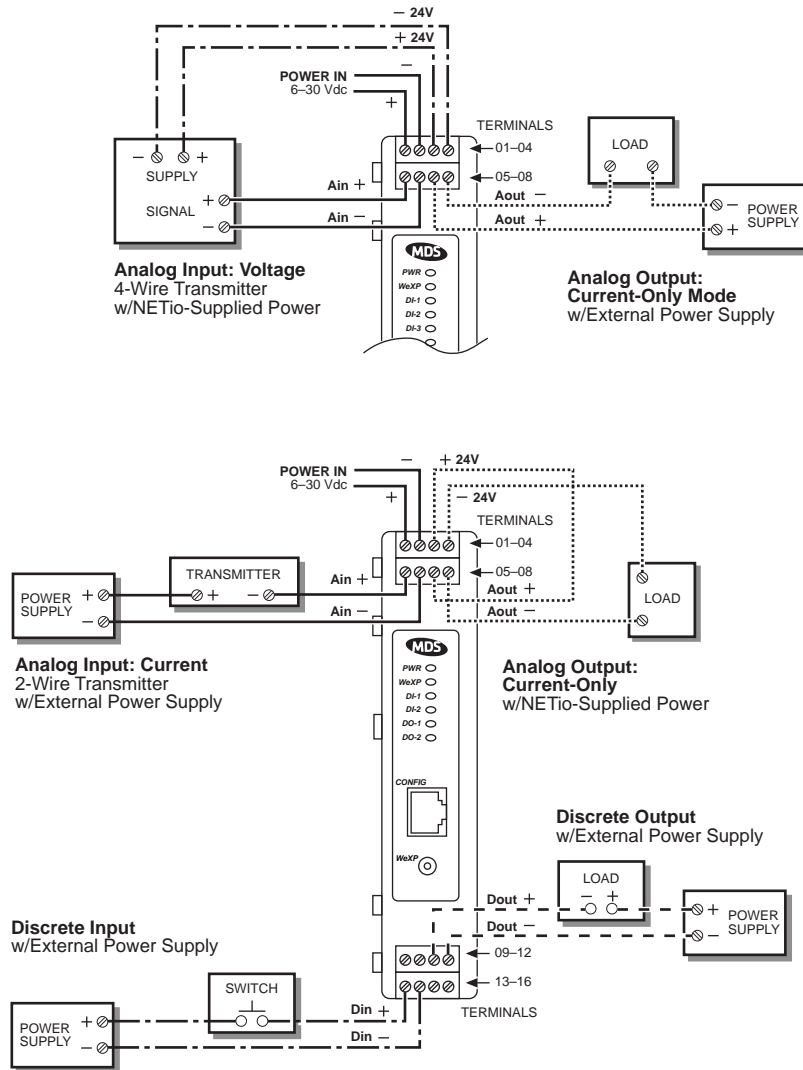 − 24V
+ 24V
−
POWER IN
6–30 Vdc
+
TERMINALS
01–04
05–08
− +
SUPPLY
+
SIGNAL
−
Ain +
Ain −
LOAD
Aout −
Aout +
−
+
POWER
SUPPLY
MDS
PWR
WeXP
DI-1
DI-2
DI-3
Analog Input: Voltage
4-Wire Transmitter
w/NETio-Supplied Power
Analog Output:
Current-Only Mode
w/External Power Supply
− + 24V
POWER IN
6–30 Vdc
+
− 24V
TERMINALS
01–04
05–08
TRANSMITTER
+ −
POWER
SUPPLY
+
−
Ain +
Ain −
Aout +
Aout −
LOAD
Analog Input: Current
2-Wire Transmitter
w/External Power Supply
MDS
PWR
WeXP
DI-1
DI-2
DO-1
DO-2
CONFIG
WeXP
Analog Output:
Current-Only
w/NETio-Supplied Power
Discrete Output
w/External Power Supply
LOAD
− +
Dout +
Dout −
+
−
POWER
SUPPLY
09–12
13–16
TERMINALS
Discrete Input
w/External Power Supply
SWITCH
POWER
SUPPLY
+
−
Din +
Din −